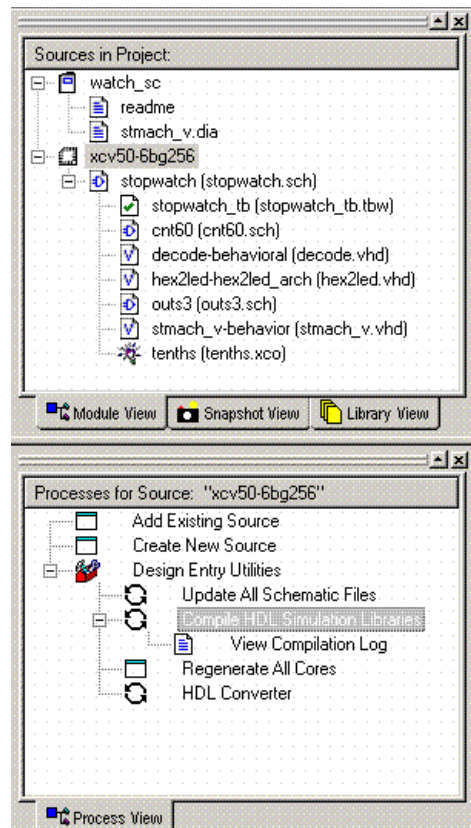 Sources in Project:
watch_sc
readme
stmach_v.dia
xcv50-6bg256
stopwatch (stopwatch.sch)
stopwatch_tb (stopwatch_tb.tbw)
cnt60 (cnt60.sch)
decode-behavioral (decode.vhd)
hex2led-hex2led_arch (hex2led.vhd)
outs3 (outs3.sch)
stmach_v-behavior (stmach_v.vhd)
tenths (tenths.xco)
Module View Snapshot View Library View
Processes for Source: "xcv50-6bg256"
Add Existing Source
Create New Source
Design Entry Utilities
Update All Schematic Files
Compile HDL Simulation Libraries
View Compilation Log
Regenerate All Cores
HDL Converter
Process View